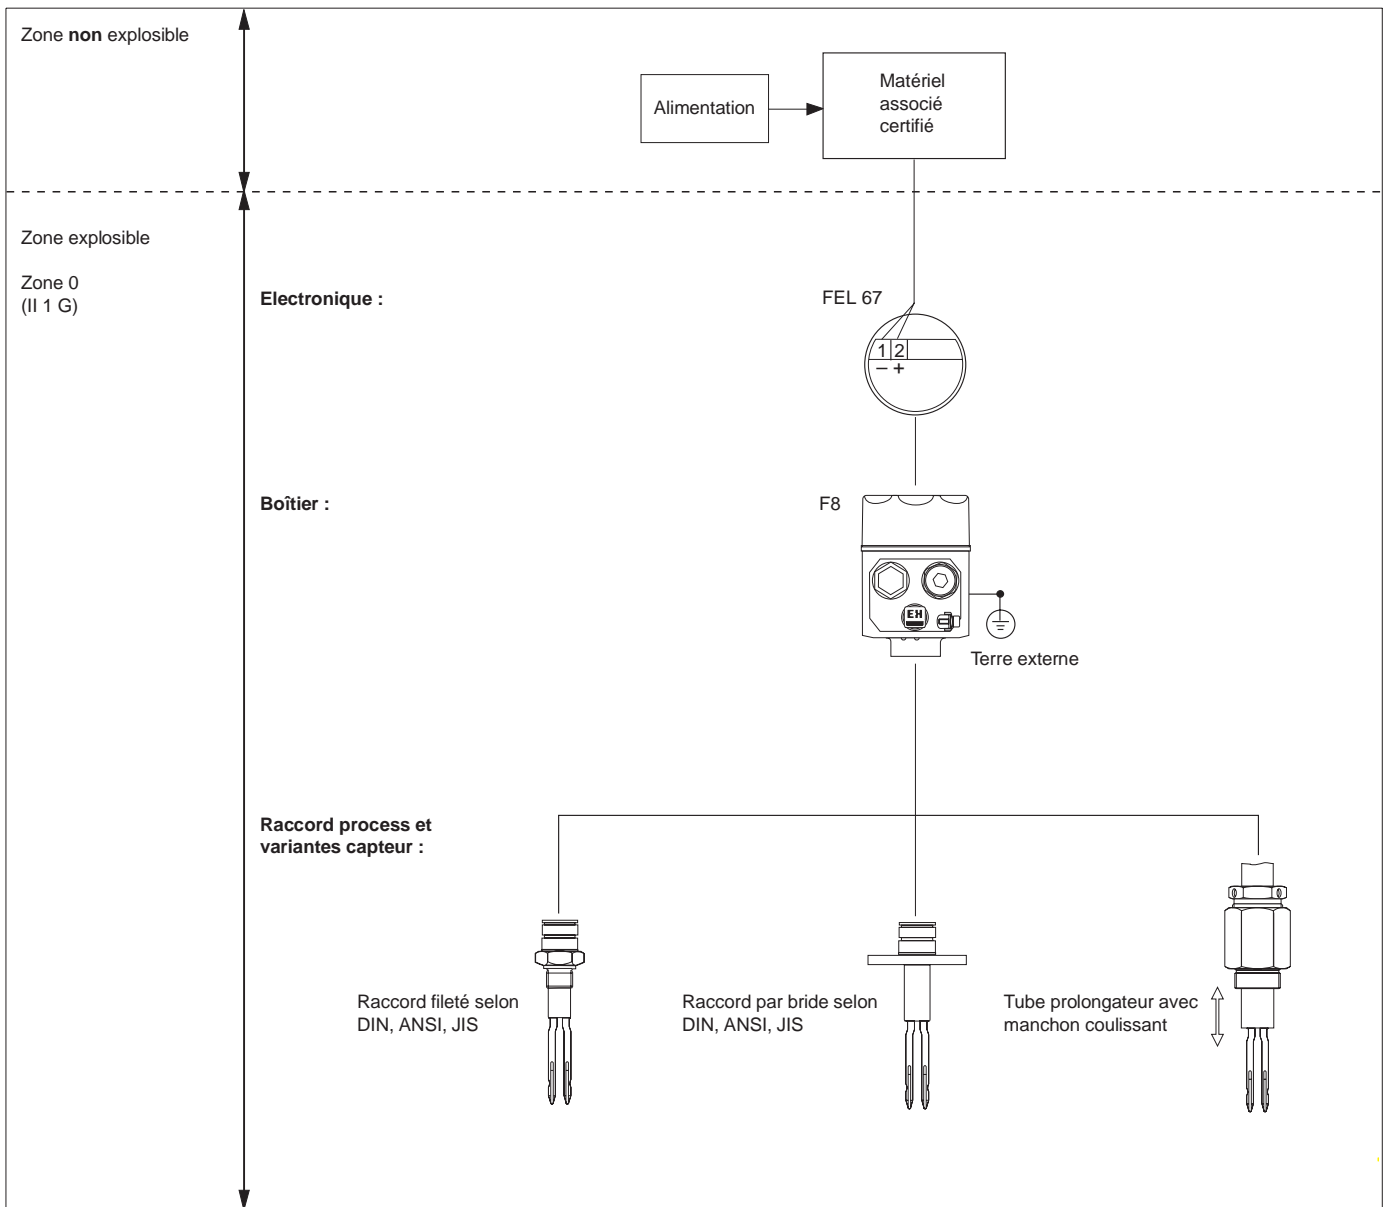 Zone non explosible
Alimentation
Matériel
associé
certifié
Zone explosible
Zone 0
(II 1 G)
Electronique :
FEL 67
1 2
– +
Boîtier :
F8
EH
Terre externe
Raccord process et
variantes capteur :
Raccord fileté selon
DIN, ANSI, JIS
Raccord par bride selon
DIN, ANSI, JIS
Tube prolongateur avec
manchon coulissant